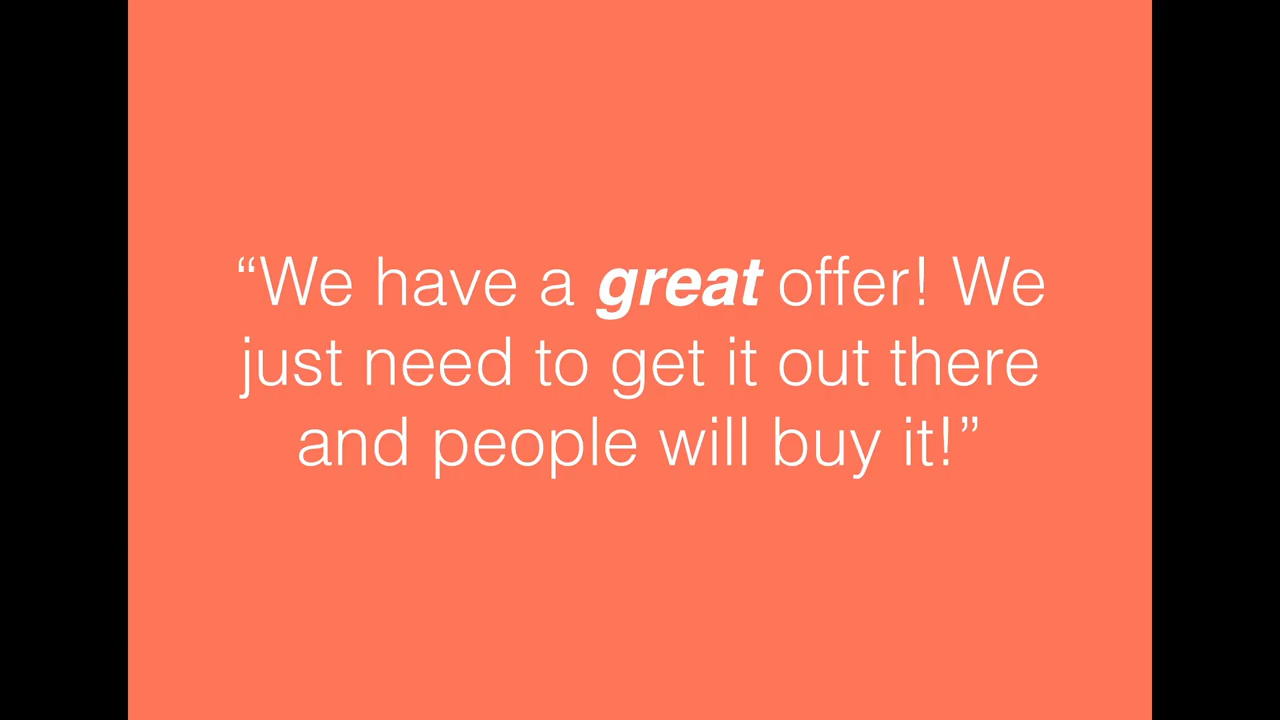 “We have a great offer! We
just need to get it out there
and people will buy it!”